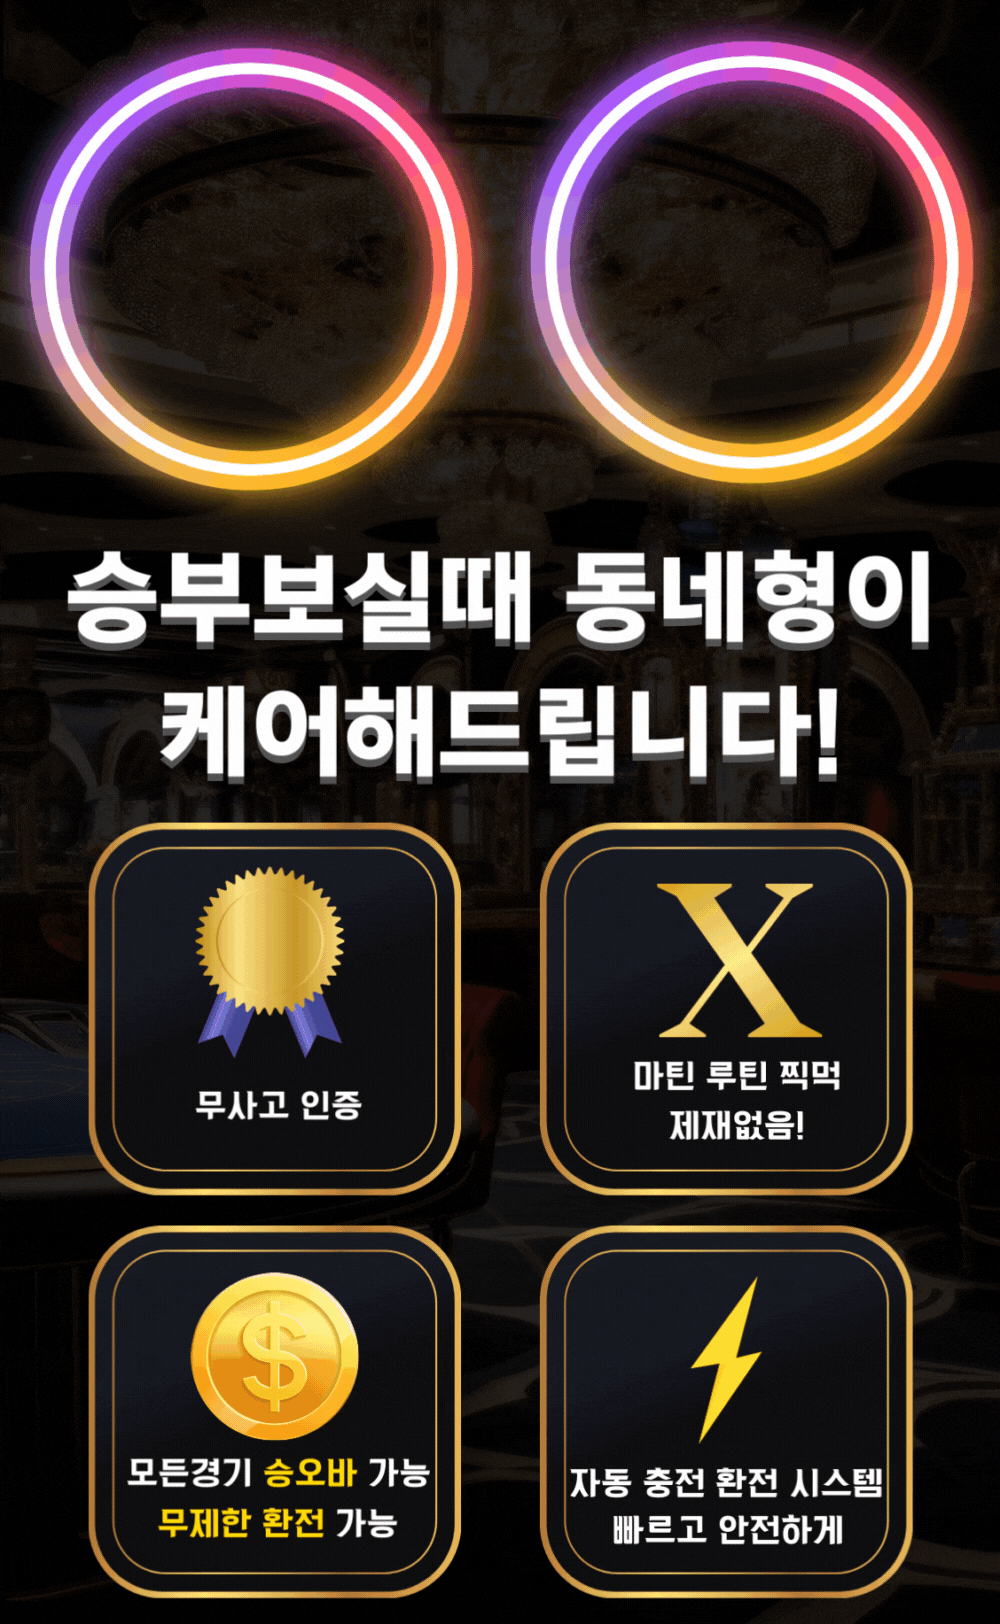 승부보실때 동네형이
케어해드립니다!
무사고 인증
마틴 루틴 찍먹
제재없음!
모든경기 승오바 가능
무제한 환전 가능
자동 충전 환전 시스템
빠르고 안전하게